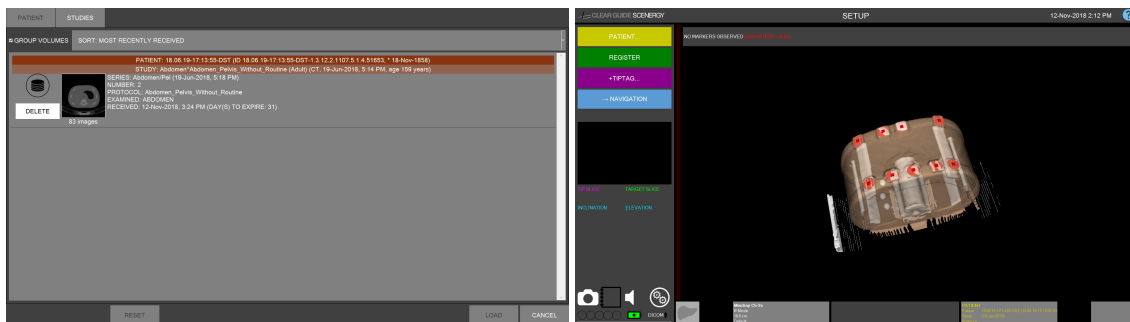 PATIENT STUDIES
GROUP VOLUMES SORT: MOST RECENTLY RECEIVED
PATIENT: 18.06.19-17:13:55-DST (ID 18.06.19-17:13:55-DST-1.3.12.2.1107.5.1.4.51653, * 18-Nov-1858)
STUDY: Abdomen^Abdomen_Pelvis_Without_Routine (Adult) (CT, 19-Jun-2018, 5:14 PM, age 159 years)
SERIES: Abdomen/Pel (19-Jun-2018, 5:18 PM)
NUMBER: 2
PROTOCOL: Abdomen_Pelvis_Without_Routine
EXAMINED: ABDOMEN
RECEIVED: 12-Nov-2018, 3:24 PM (DAY(S) TO EXPIRE: 31)
DELETE
83 images
RESET LOAD CANCEL
CLEAR GUIDE SCENERGY SETUP 12-Nov-2018 2:12 PM ?
PATIENT...
REGISTER
+TIPTAG...
→ NAVIGATION
NO MARKERS OBSERVED
TARGET SLICE
INCLINATION ELEVATION
DICOM
PATIENT